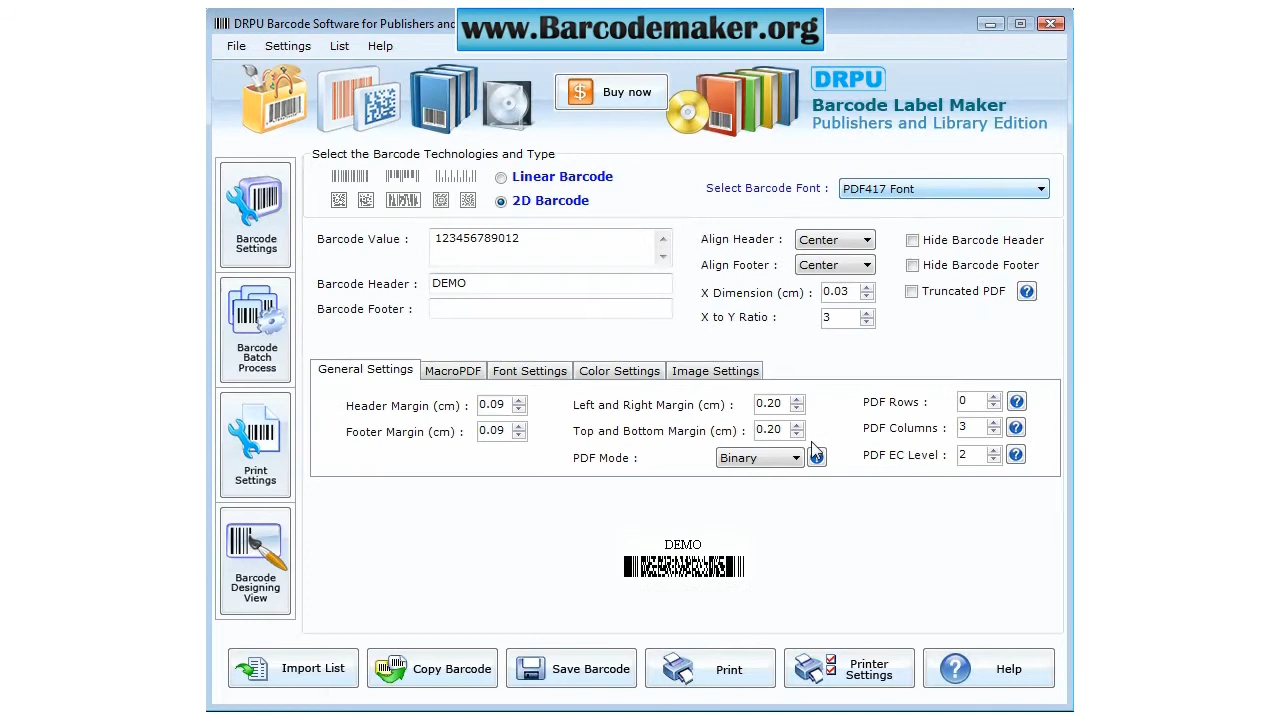 DRPU Barcode Software for Publishers and
www.Barcodemaker.org
File Settings List Help
Buy now
DRPU
Barcode Label Maker
Publishers and Library Edition
Select the Barcode Technologies and Type
Linear Barcode
2D Barcode
Select Barcode Font : PDF417 Font
Barcode Settings
Barcode Batch Process
Print Settings
Barcode Designing View
Barcode Value : 123456789012
Barcode Header : DEMO
Barcode Footer :
Align Header : Center
Align Footer : Center
X Dimension (cm) : 0.03
X to Y Ratio : 3
Hide Barcode Header
Hide Barcode Footer
Truncated PDF
General Settings MacroPDF Font Settings Color Settings Image Settings
Header Margin (cm) : 0.09
Footer Margin (cm) : 0.09
Left and Right Margin (cm) : 0.20
Top and Bottom Margin (cm) : 0.20
PDF Mode : Binary
PDF Rows : 0
PDF Columns : 3
PDF EC Level : 2
DEMO
Import List
Copy Barcode
Save Barcode
Print
Printer Settings
Help